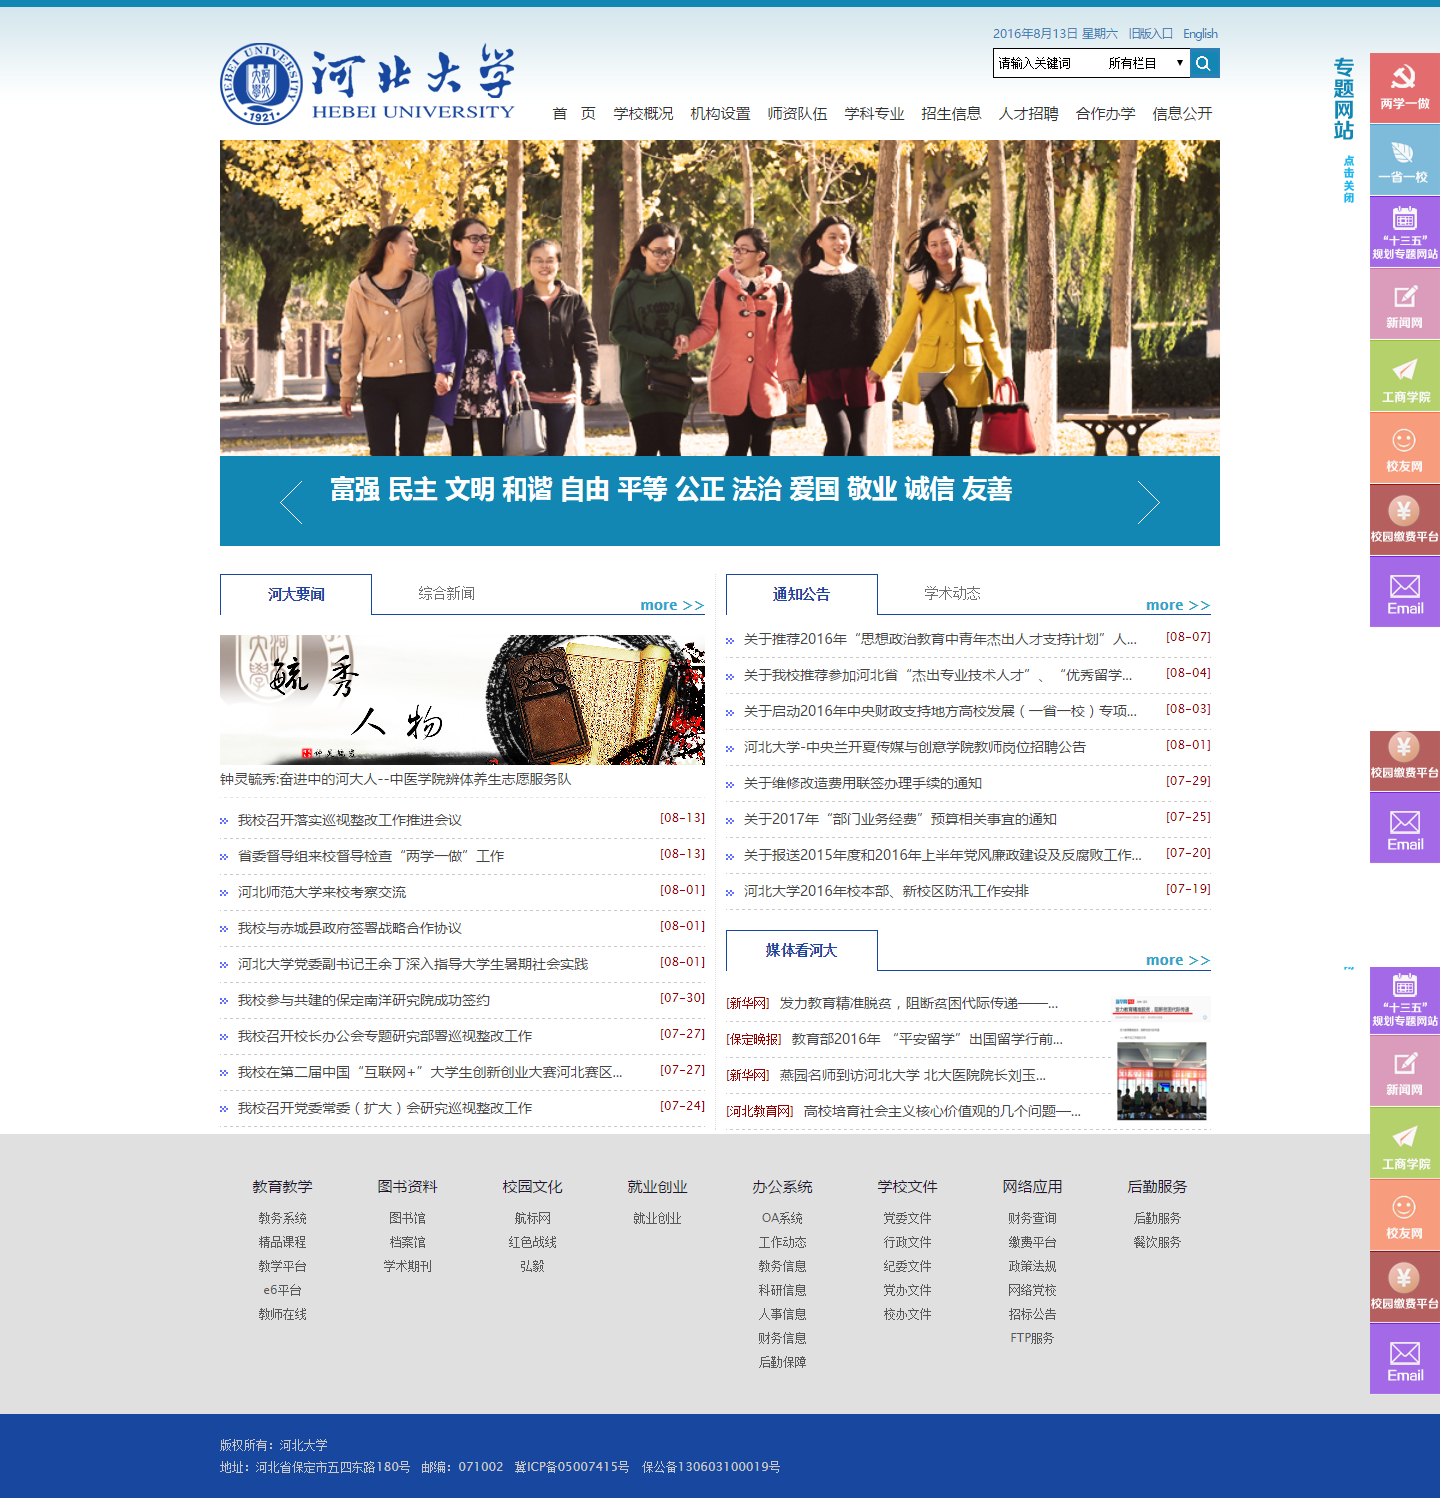 2016年8月13日 星期六 旧版入口 English
请输入关键词 所有栏目
河北大学
HEBEI UNIVERSITY
HEBEI UNIVERSITY
1921
首 页 学校概况 机构设置 师资队伍 学科专业 招生信息 人才招聘 合作办学 信息公开
专题网站
点击关闭
两学一做
一省一校
“十三五”
规划专题网站
新闻网
工商学院
校友网
校园缴费平台
Email
富强 民主 文明 和谐 自由 平等 公正 法治 爱国 敬业 诚信 友善
河大要闻 综合新闻 more >>
毓秀
人物
钟灵毓秀:奋进中的河大人--中医学院辨体养生志愿服务队
我校召开落实巡视整改工作推进会议 [08-13]
省委督导组来校督导检查“两学一做”工作 [08-13]
河北师范大学来校考察交流 [08-01]
我校与赤城县政府签署战略合作协议 [08-01]
河北大学党委副书记王余丁深入指导大学生暑期社会实践 [08-01]
我校参与共建的保定南洋研究院成功签约 [07-30]
我校召开校长办公会专题研究部署巡视整改工作 [07-27]
我校在第二届中国“互联网+”大学生创新创业大赛河北赛区... [07-27]
我校召开党委常委（扩大）会研究巡视整改工作 [07-24]
通知公告 学术动态 more >>
关于推荐2016年“思想政治教育中青年杰出人才支持计划”人... [08-07]
关于我校推荐参加河北省“杰出专业技术人才”、“优秀留学... [08-04]
关于启动2016年中央财政支持地方高校发展（一省一校）专项... [08-03]
河北大学-中央兰开夏传媒与创意学院教师岗位招聘公告 [08-01]
关于维修改造费用联签办理手续的通知 [07-29]
关于2017年“部门业务经费”预算相关事宜的通知 [07-25]
关于报送2015年度和2016年上半年党风廉政建设及反腐败工作... [07-20]
河北大学2016年校本部、新校区防汛工作安排 [07-19]
媒体看河大 more >>
[新华网] 发力教育精准脱贫，阻断贫困代际传递——...
[保定晚报] 教育部2016年 “平安留学”出国留学行前...
[新华网] 燕园名师到访河北大学 北大医院院长刘玉...
[河北教育网] 高校培育社会主义核心价值观的几个问题—...
校园缴费平台
Email
“十三五”
规划专题网站
新闻网
工商学院
校友网
校园缴费平台
Email
教育教学 图书资料 校园文化 就业创业 办公系统 学校文件 网络应用 后勤服务
教务系统 图书馆 航标网 就业创业 OA系统 党委文件 财务查询 后勤服务
精品课程 档案馆 红色战线 工作动态 行政文件 缴费平台 餐饮服务
教学平台 学术期刊 弘毅 教务信息 纪委文件 政策法规
e6平台 科研信息 党办文件 网络党校
教师在线 人事信息 校办文件 招标公告
财务信息 FTP服务
后勤保障
版权所有：河北大学
地址：河北省保定市五四东路180号 邮编：071002 冀ICP备05007415号 保公备130603100019号